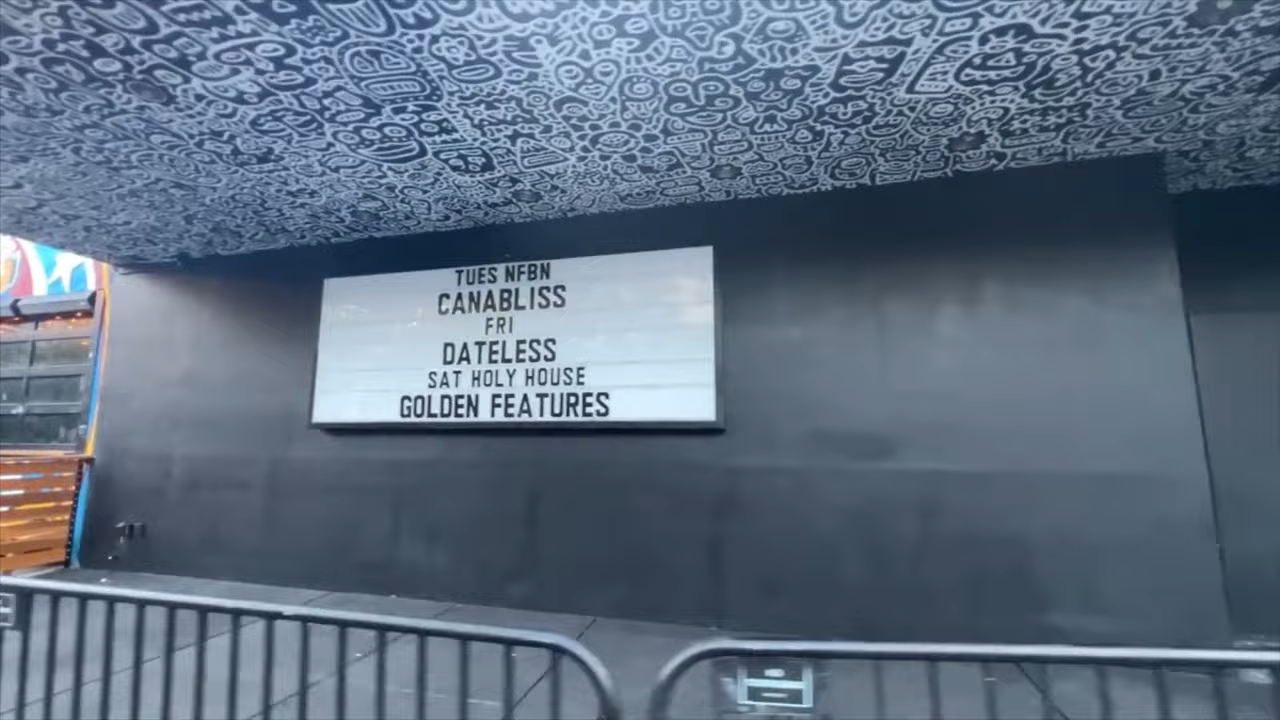 TUES NFBN
CANABLISS
FRI
DATELESS
SAT HOLY HOUSE
GOLDEN FEATURES